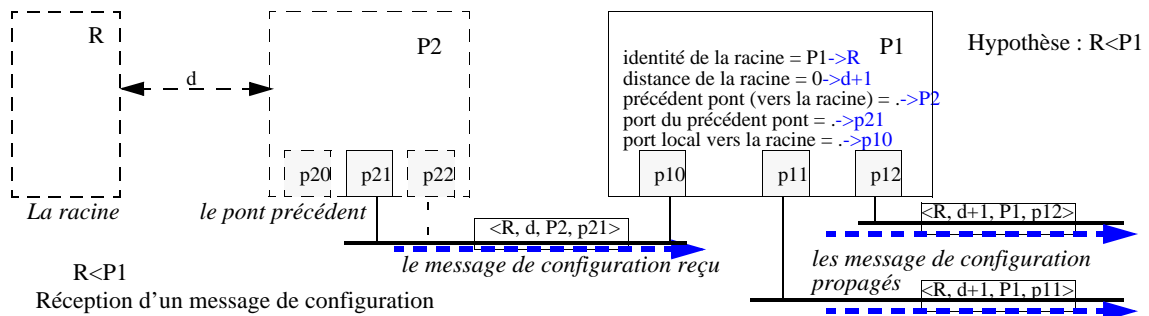 R
P2
P1
Hypothèse : R<P1
d
identité de la racine = P1->R
distance de la racine = 0->d+1
précédent pont (vers la racine) = .->P2
port du précédent pont = .->p21
port local vers la racine = .->p10
p20
p21
p22
p10
p11
p12
La racine
le pont précédent
<R, d, P2, p21>
<R, d+1, P1, p12>
le message de configuration reçu
les message de configuration
propagés
R<P1
Réception d’un message de configuration
<R, d+1, P1, p11>